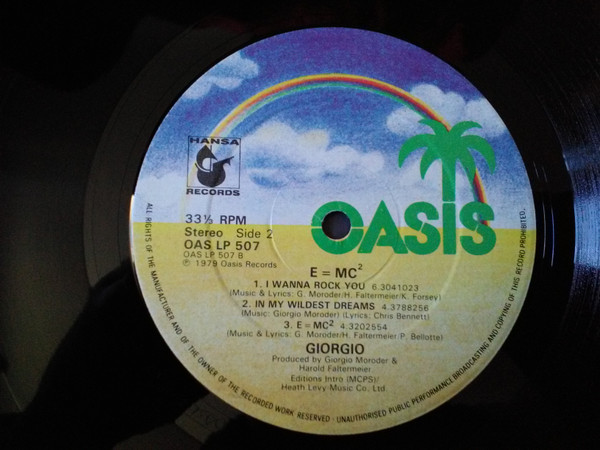 HANSA
RECORDS
OASIS
33⅓ RPM
Stereo Side 2
OAS LP 507
OAS LP 507 B
℗ 1979 Oasis Records
E = MC²
1. I WANNA ROCK YOU 6.3041023
(Music & Lyrics: G. Moroder/H. Faltermeier/K. Forsey)
2. IN MY WILDEST DREAMS 4.3788256
(Music: Giorgio Moroder) (Lyrics: Chris Bennett)
3. E=MC² 4:3202554
(Music & Lyrics: G. Moroder/H. Faltermeier/P. Bellotte)
GIORGIO
Produced by Giorgio Moroder &
Harold Faltermeier
Editions Intro (MCPS)/
Heath Levy Music Co. Ltd.
ALL RIGHTS OF THE MANUFACTURER AND OF THE OWNER OF THE RECORDED WORK RESERVED · UNAUTHORISED PUBLIC PERFORMANCE BROADCASTING AND COPYING OF THIS RECORD PROHIBITED.